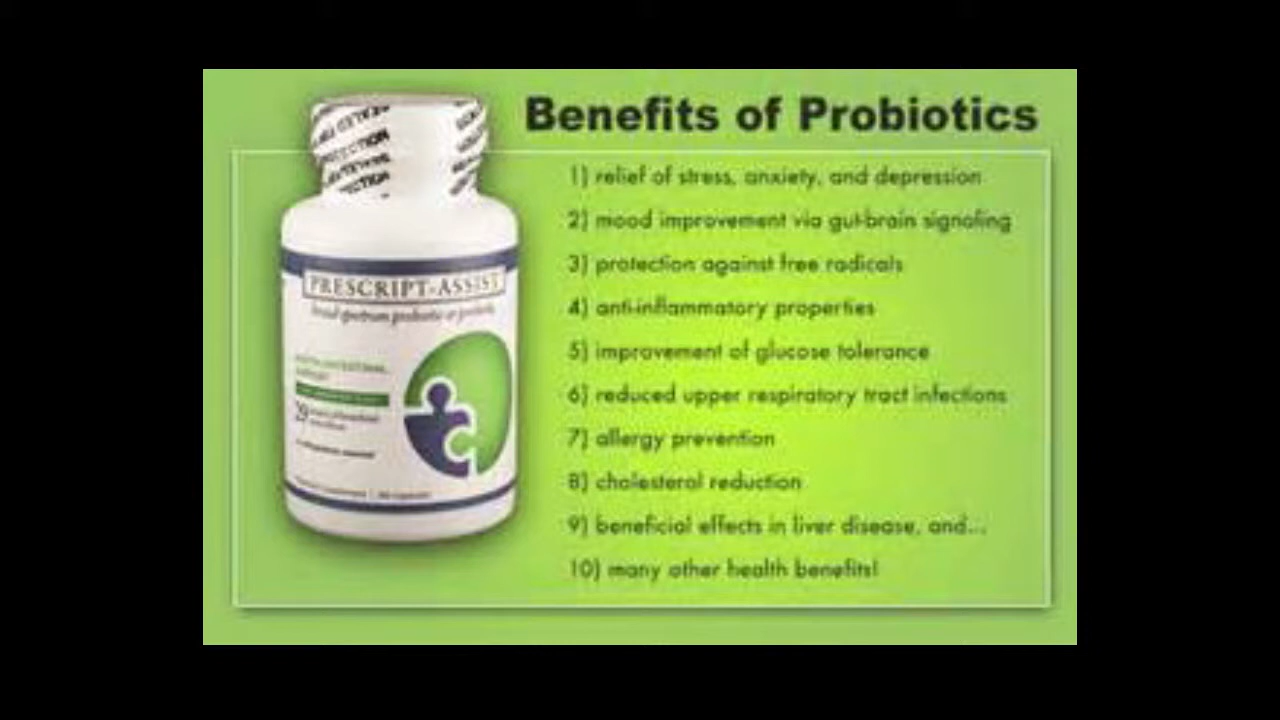 Benefits of Probiotics
1) relief of stress, anxiety, and depression
2) mood improvement via gut-brain signaling
3) protection against free radicals
4) anti-inflammatory properties
5) improvement of glucose tolerance
6) reduced upper respiratory tract infections
7) allergy prevention
8) cholesterol reduction
9) beneficial effects in liver disease, and...
10) many other health benefits!
PRESCRIPT-ASSIST
broad spectrum probiotic
29